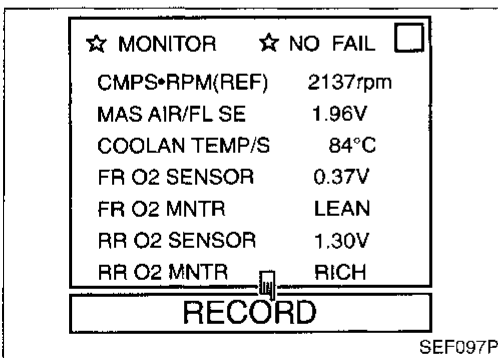 ☆ MONITOR ☆ NO FAIL
CMPS•RPM(REF) 2137rpm
MAS AIR/FL SE 1.96V
COOLAN TEMP/S 84°C
FR O2 SENSOR 0.37V
FR O2 MNTR LEAN
RR O2 SENSOR 1.30V
RR O2 MNTR RICH
RECORD
SEF097P